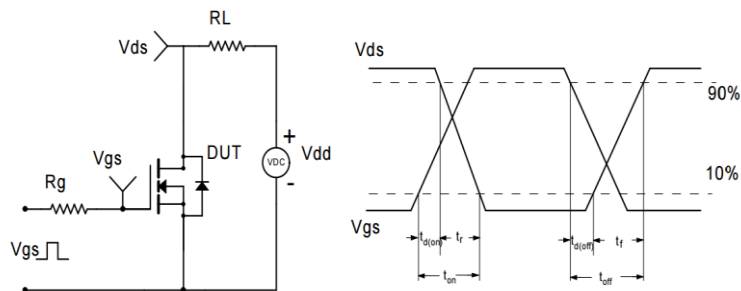 RL
Vds
Vgs
DUT
Rg
+
VDC
Vdd
-
Vgs
Vds
90%
10%
Vgs
td(on) tr
ton
td(off) tf
toff